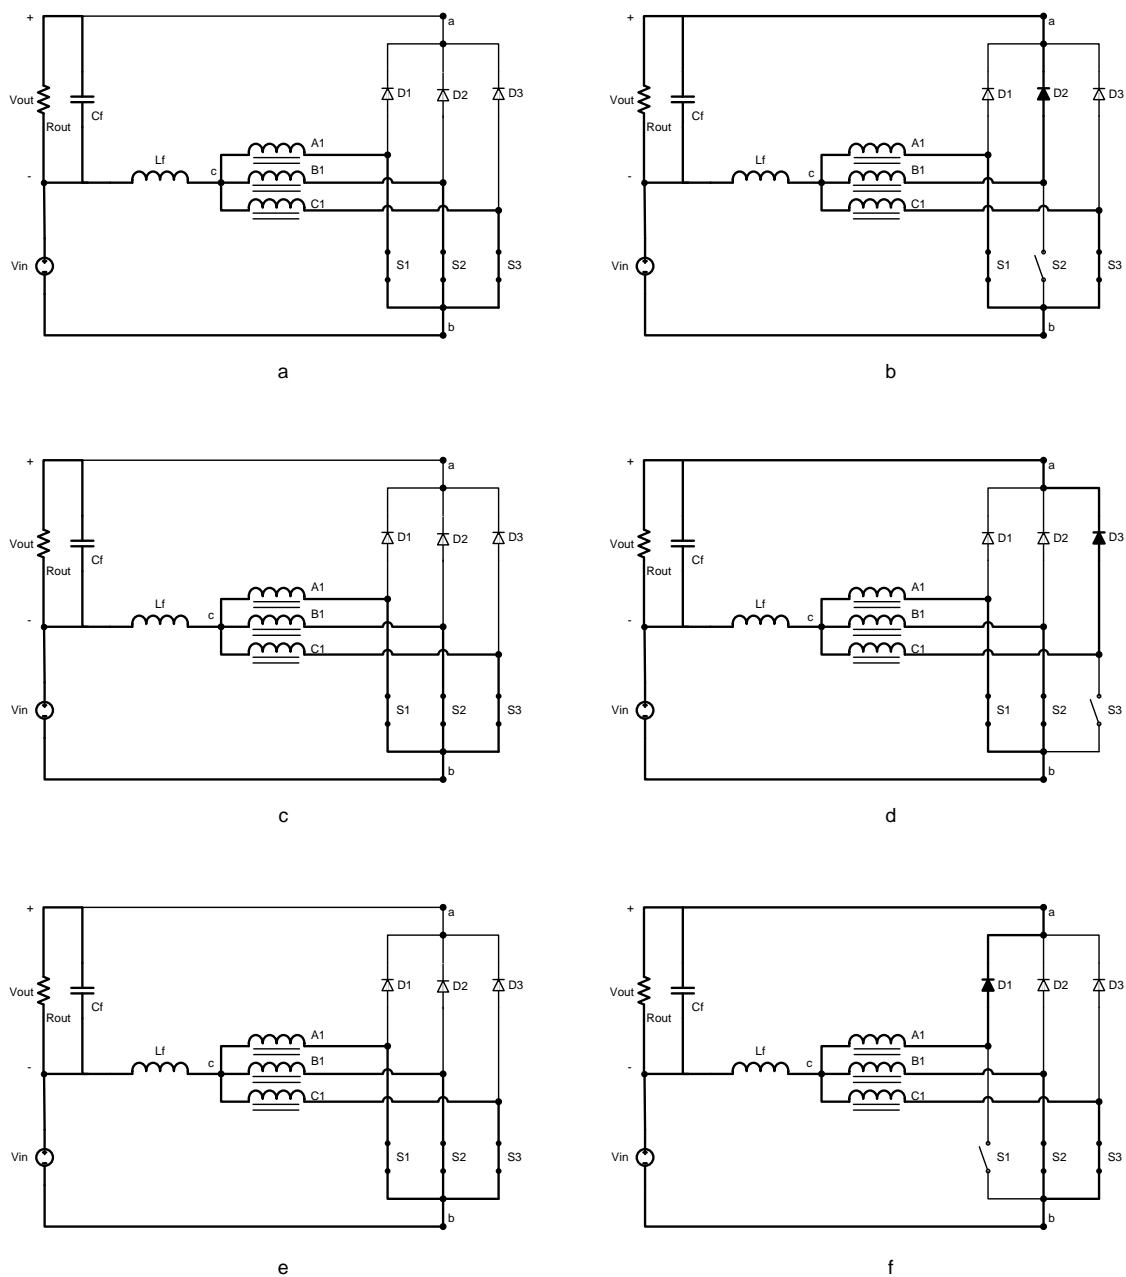 + a + a
D1 D2 D3 D1 D2 D3
Vout Cf Vout Cf
Rout Rout
A1 A1
Lf c B1 Lf c B1
- C1 - C1
Vin S1 S2 S3 Vin S1 S2 S3
b b
a b
+ a + a
D1 D2 D3 D1 D2 D3
Vout Cf Vout Cf
Rout Rout
A1 A1
Lf c B1 Lf c B1
- C1 - C1
Vin S1 S2 S3 Vin S1 S2 S3
b b
c d
+ a + a
D1 D2 D3 D1 D2 D3
Vout Cf Vout Cf
Rout Rout
A1 A1
Lf c B1 Lf c B1
- C1 - C1
Vin S1 S2 S3 Vin S1 S2 S3
b b
e f